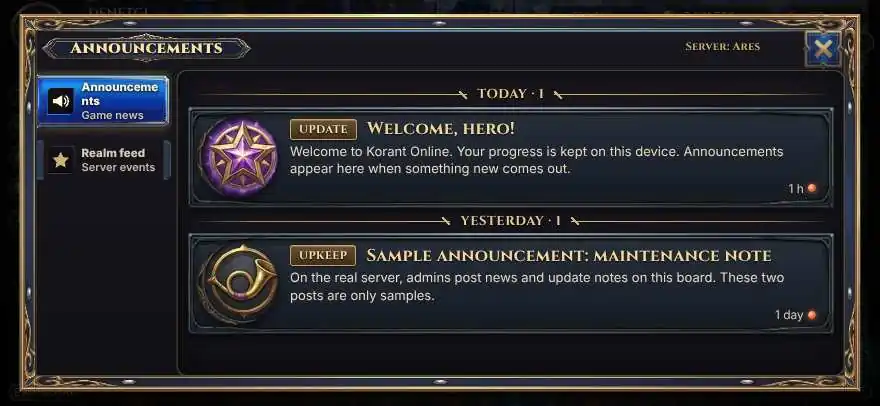 ANNOUNCEMENTS
SERVER: ARES
Announceme
nts
Game news
Realm feed
Server events
TODAY · 1
UPDATE WELCOME, HERO!
Welcome to Korant Online. Your progress is kept on this device. Announcements
appear here when something new comes out.
1 h
YESTERDAY · 1
UPKEEP SAMPLE ANNOUNCEMENT: MAINTENANCE NOTE
On the real server, admins post news and update notes on this board. These two
posts are only samples.
1 day